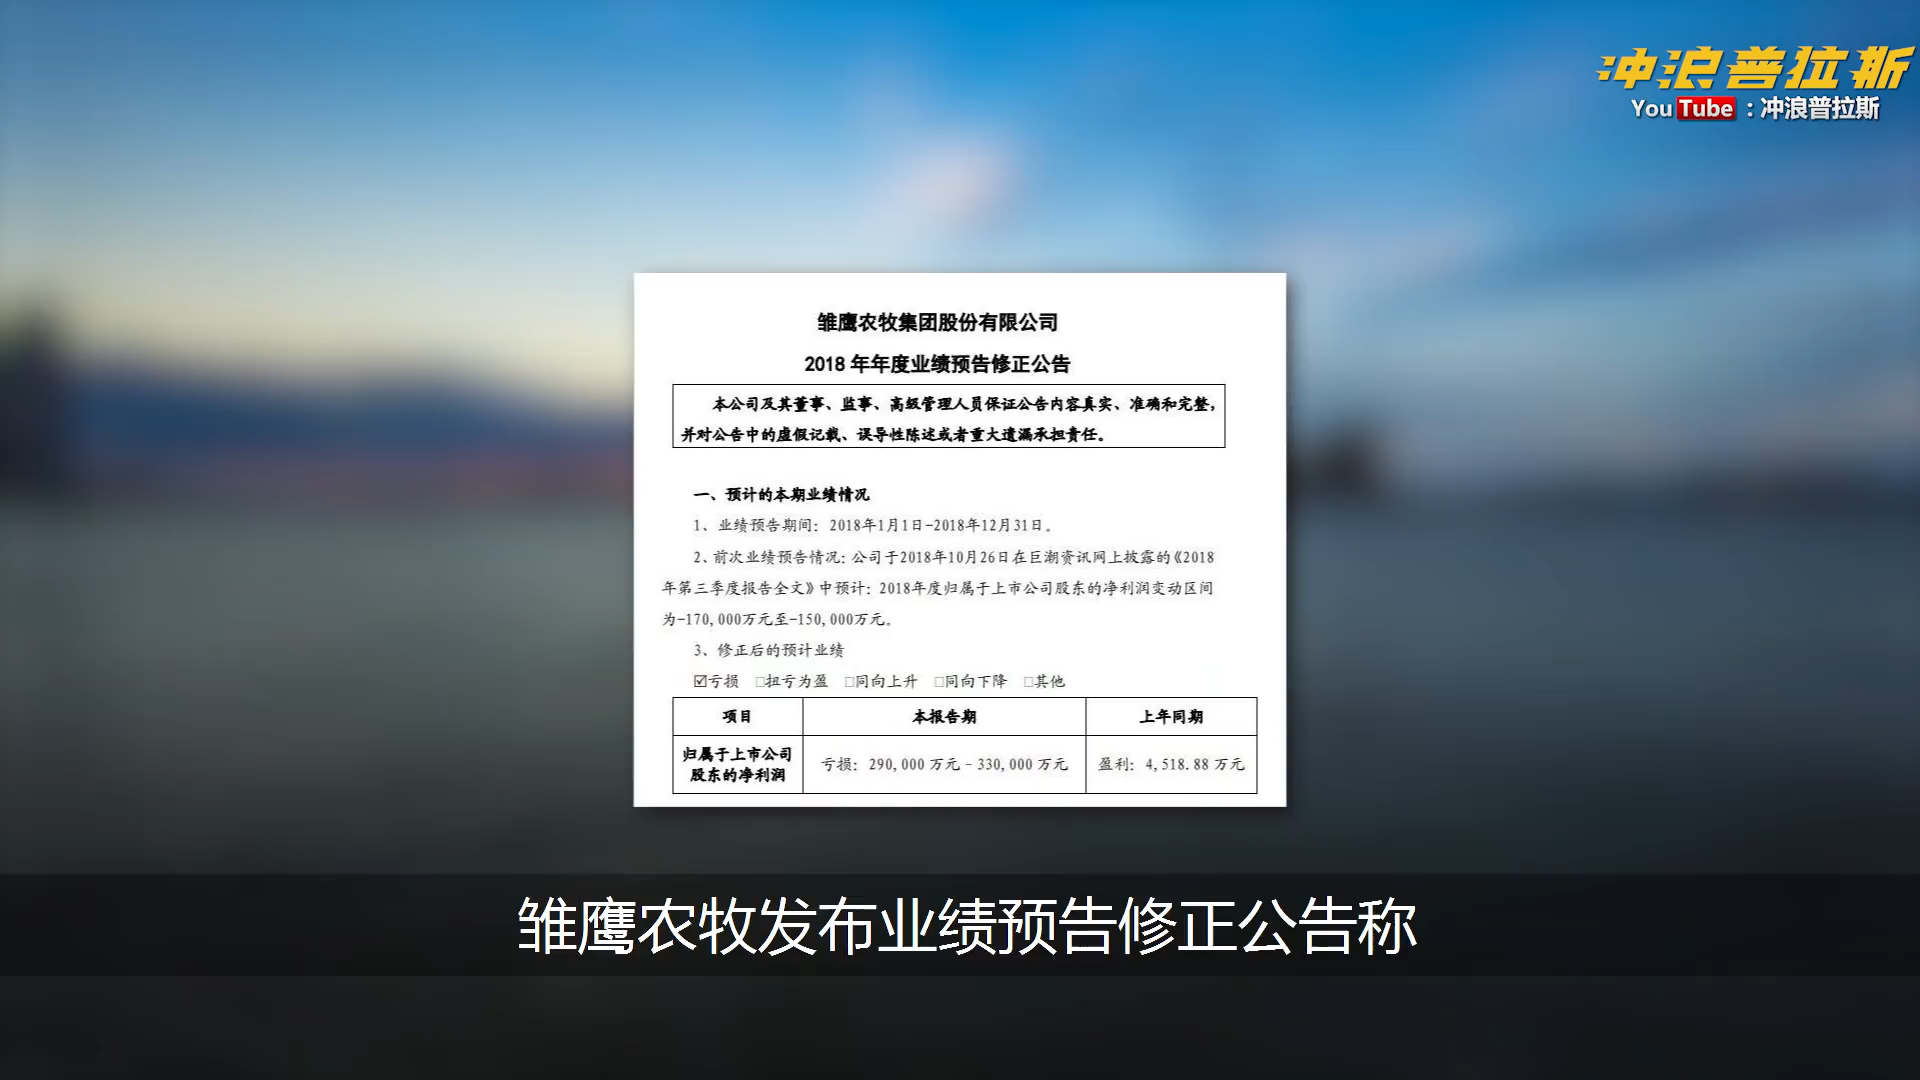 冲浪普拉斯
YouTube：冲浪普拉斯
雏鹰农牧集团股份有限公司
2018 年年度业绩预告修正公告
本公司及其董事、监事、高级管理人员保证公告内容真实、准确和完整，
并对公告中的虚假记载、误导性陈述或者重大遗漏承担责任。
一、预计的本期业绩情况
1、业绩预告期间：2018年1月1日-2018年12月31日。
2、前次业绩预告情况：公司于2018年10月26日在巨潮资讯网上披露的《2018
年第三季度报告全文》中预计：2018年度归属于上市公司股东的净利润变动区间
为-170,000万元至-150,000万元。
3、修正后的预计业绩
☑亏损 □扭亏为盈 □同向上升 □同向下降 □其他
项目 本报告期 上年同期
归属于上市公司
股东的净利润
亏损：290,000 万元–330,000 万元 盈利：4,518.88 万元
雏鹰农牧发布业绩预告修正公告称